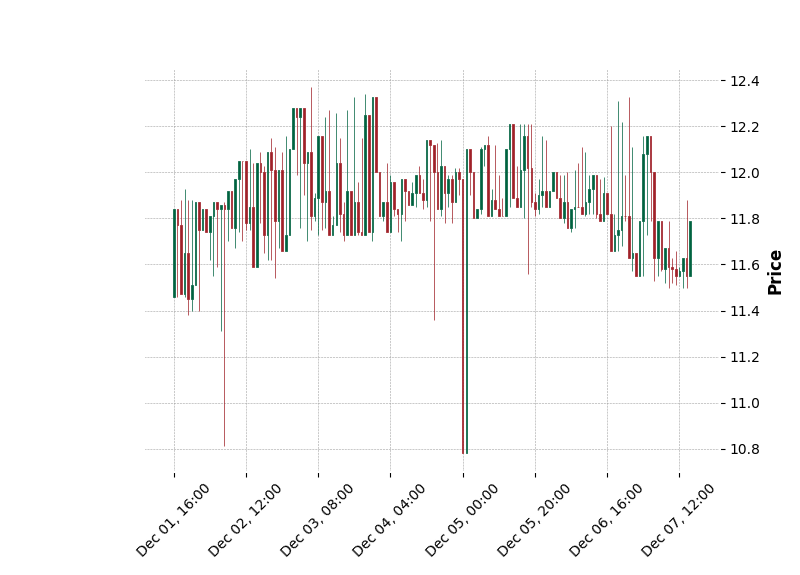 12.4
12.2
12.0
11.8
11.6
11.4
11.2
11.0
10.8
Price
Dec 01, 16:00
Dec 02, 12:00
Dec 03, 08:00
Dec 04, 04:00
Dec 05, 00:00
Dec 05, 20:00
Dec 06, 16:00
Dec 07, 12:00